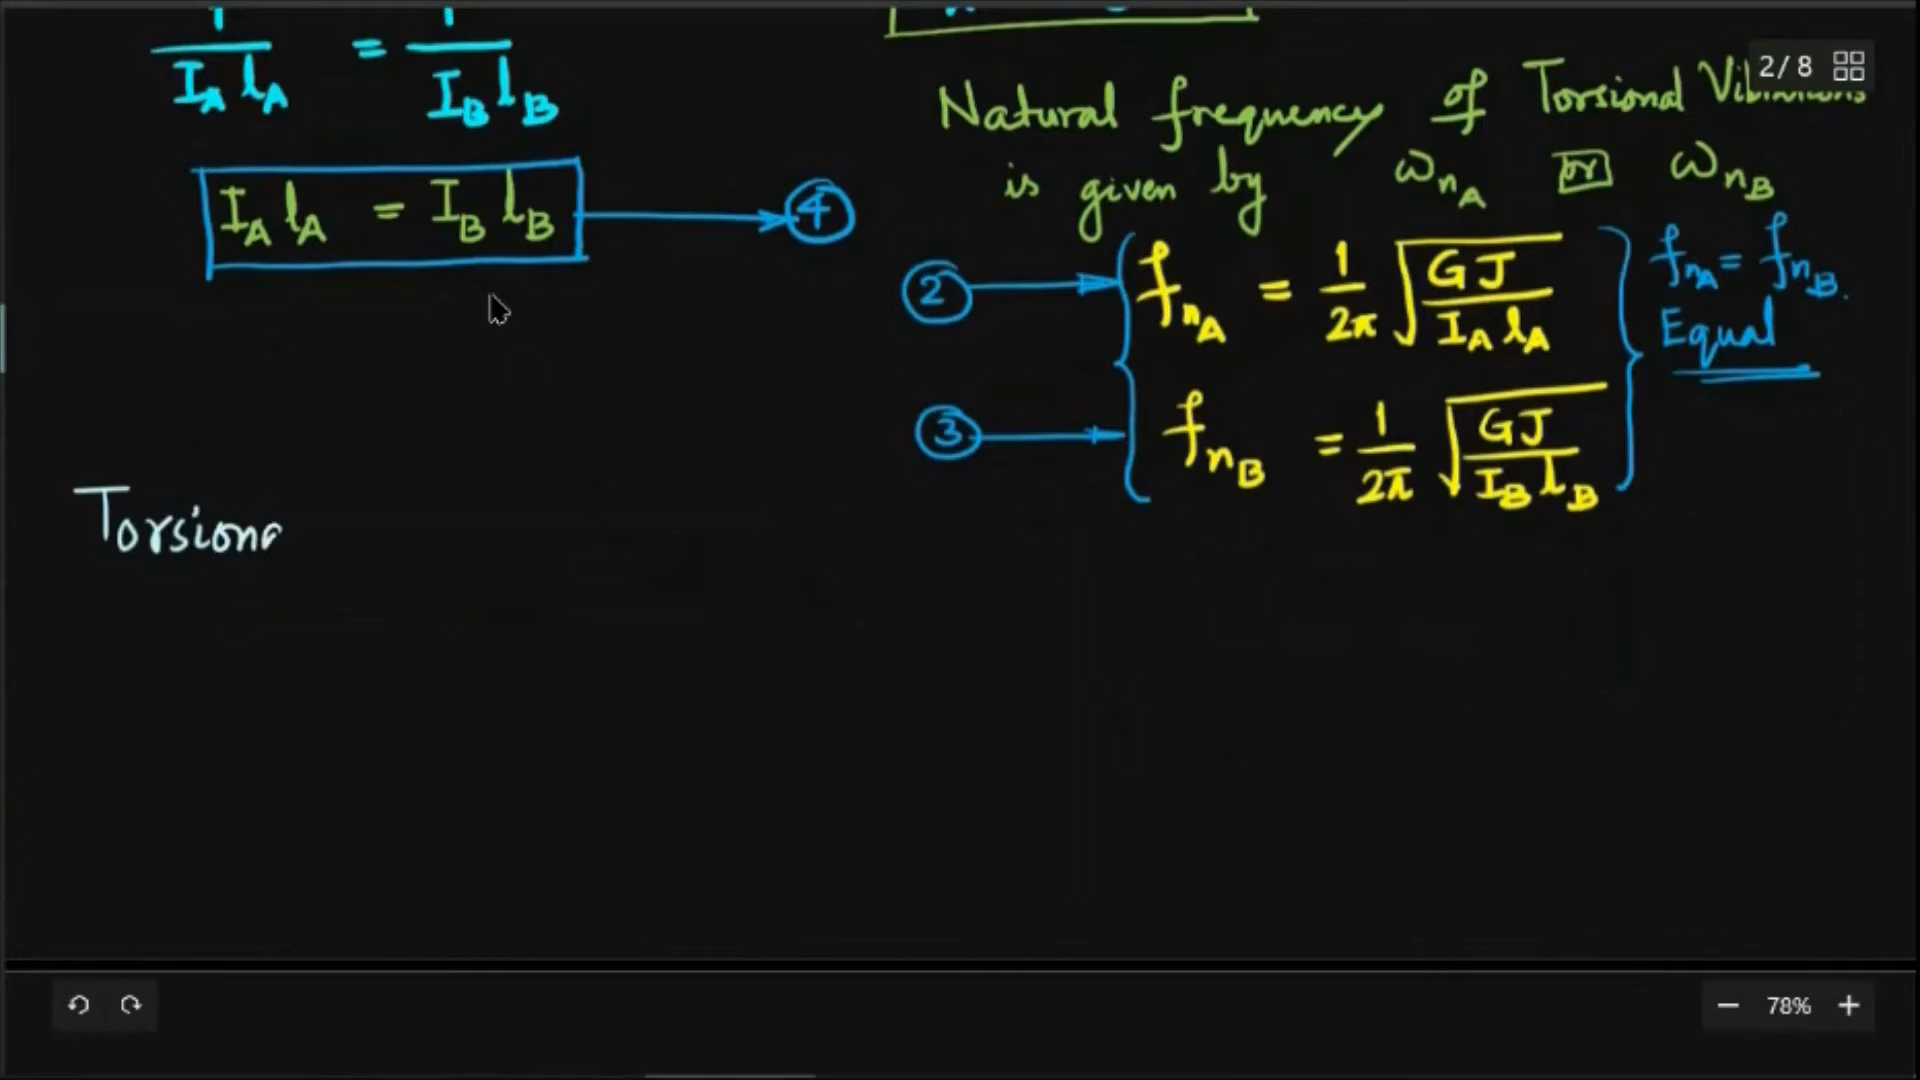 1/(I_A l_A) = 1/(I_B l_B)
I_A l_A = I_B l_B
4
Natural frequency of Torsional
is given by ω_nA or ω_nB
2
f_nA = 1/2π √(GJ/(I_A l_A))
f_nA = f_nB.
Equal
3
f_nB = 1/2π √(GJ/(I_B l_B))
Torsiona
2/8
78%